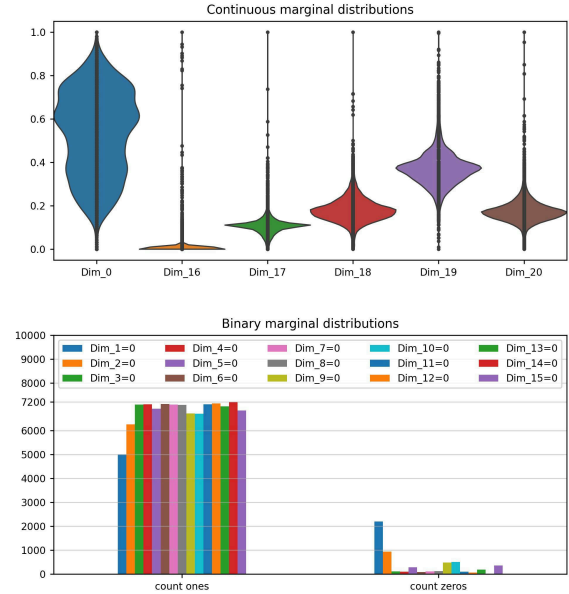 Continuous marginal distributions
1.0
0.8
0.6
0.4
0.2
0.0
Dim_0 Dim_16 Dim_17 Dim_18 Dim_19 Dim_20
Binary marginal distributions
10000
9000
8000
7200
6000
5000
4000
3000
2000
1000
0
Dim_1=0 Dim_4=0 Dim_7=0 Dim_10=0 Dim_13=0
Dim_2=0 Dim_5=0 Dim_8=0 Dim_11=0 Dim_14=0
Dim_3=0 Dim_6=0 Dim_9=0 Dim_12=0 Dim_15=0
count ones count zeros